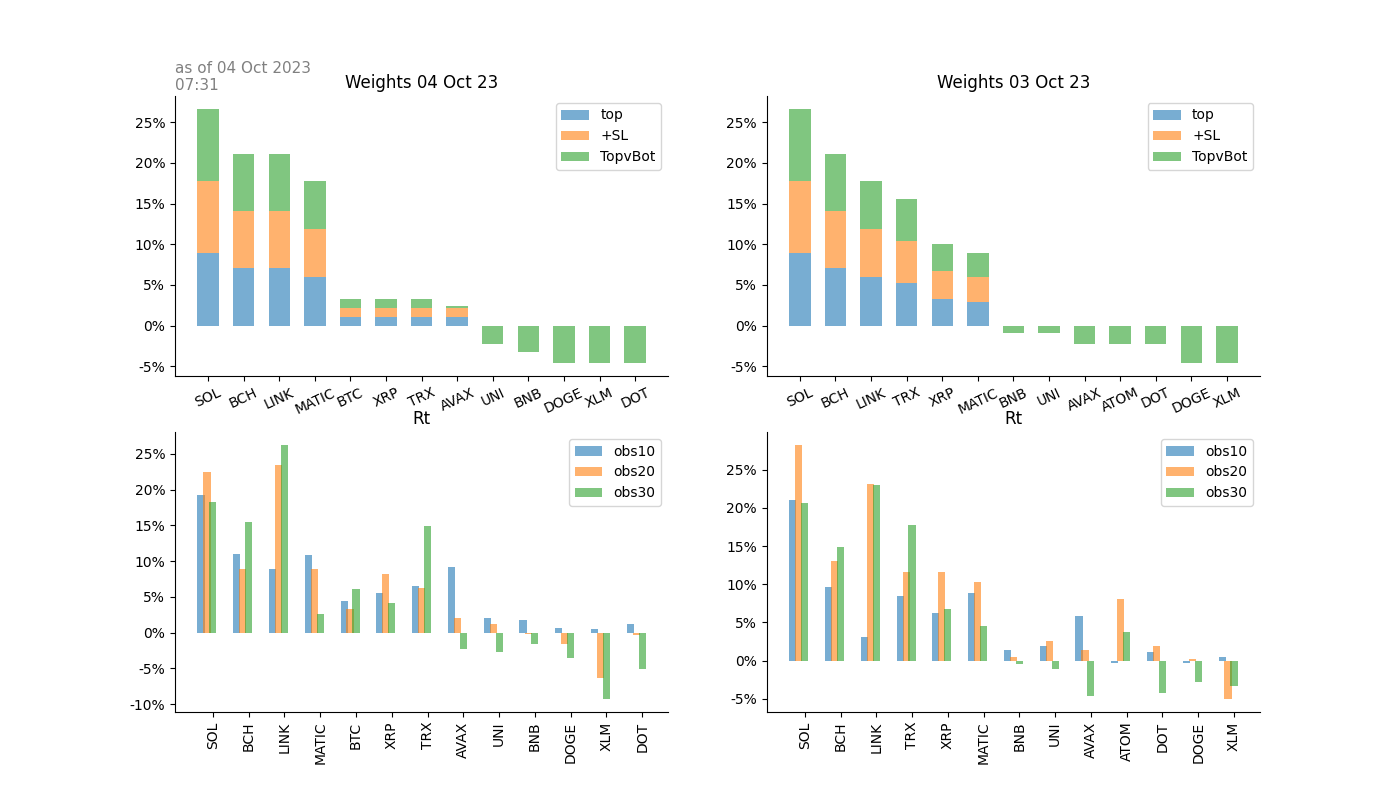 as of 04 Oct 2023
07:31
Weights 04 Oct 23
25%
20%
15%
10%
5%
0%
-5%
top
+SL
TopvBot
SOL BCH LINK MATIC BTC XRP TRX AVAX UNI BNB DOGE XLM DOT
Weights 03 Oct 23
25%
20%
15%
10%
5%
0%
-5%
top
+SL
TopvBot
SOL BCH LINK TRX XRP MATIC BNB UNI AVAX ATOM DOT DOGE XLM
Rt
25%
20%
15%
10%
5%
0%
-5%
-10%
obs10
obs20
obs30
SOL BCH LINK MATIC BTC XRP TRX AVAX UNI BNB DOGE XLM DOT
Rt
25%
20%
15%
10%
5%
0%
-5%
obs10
obs20
obs30
SOL BCH LINK TRX XRP MATIC BNB UNI AVAX ATOM DOT DOGE XLM